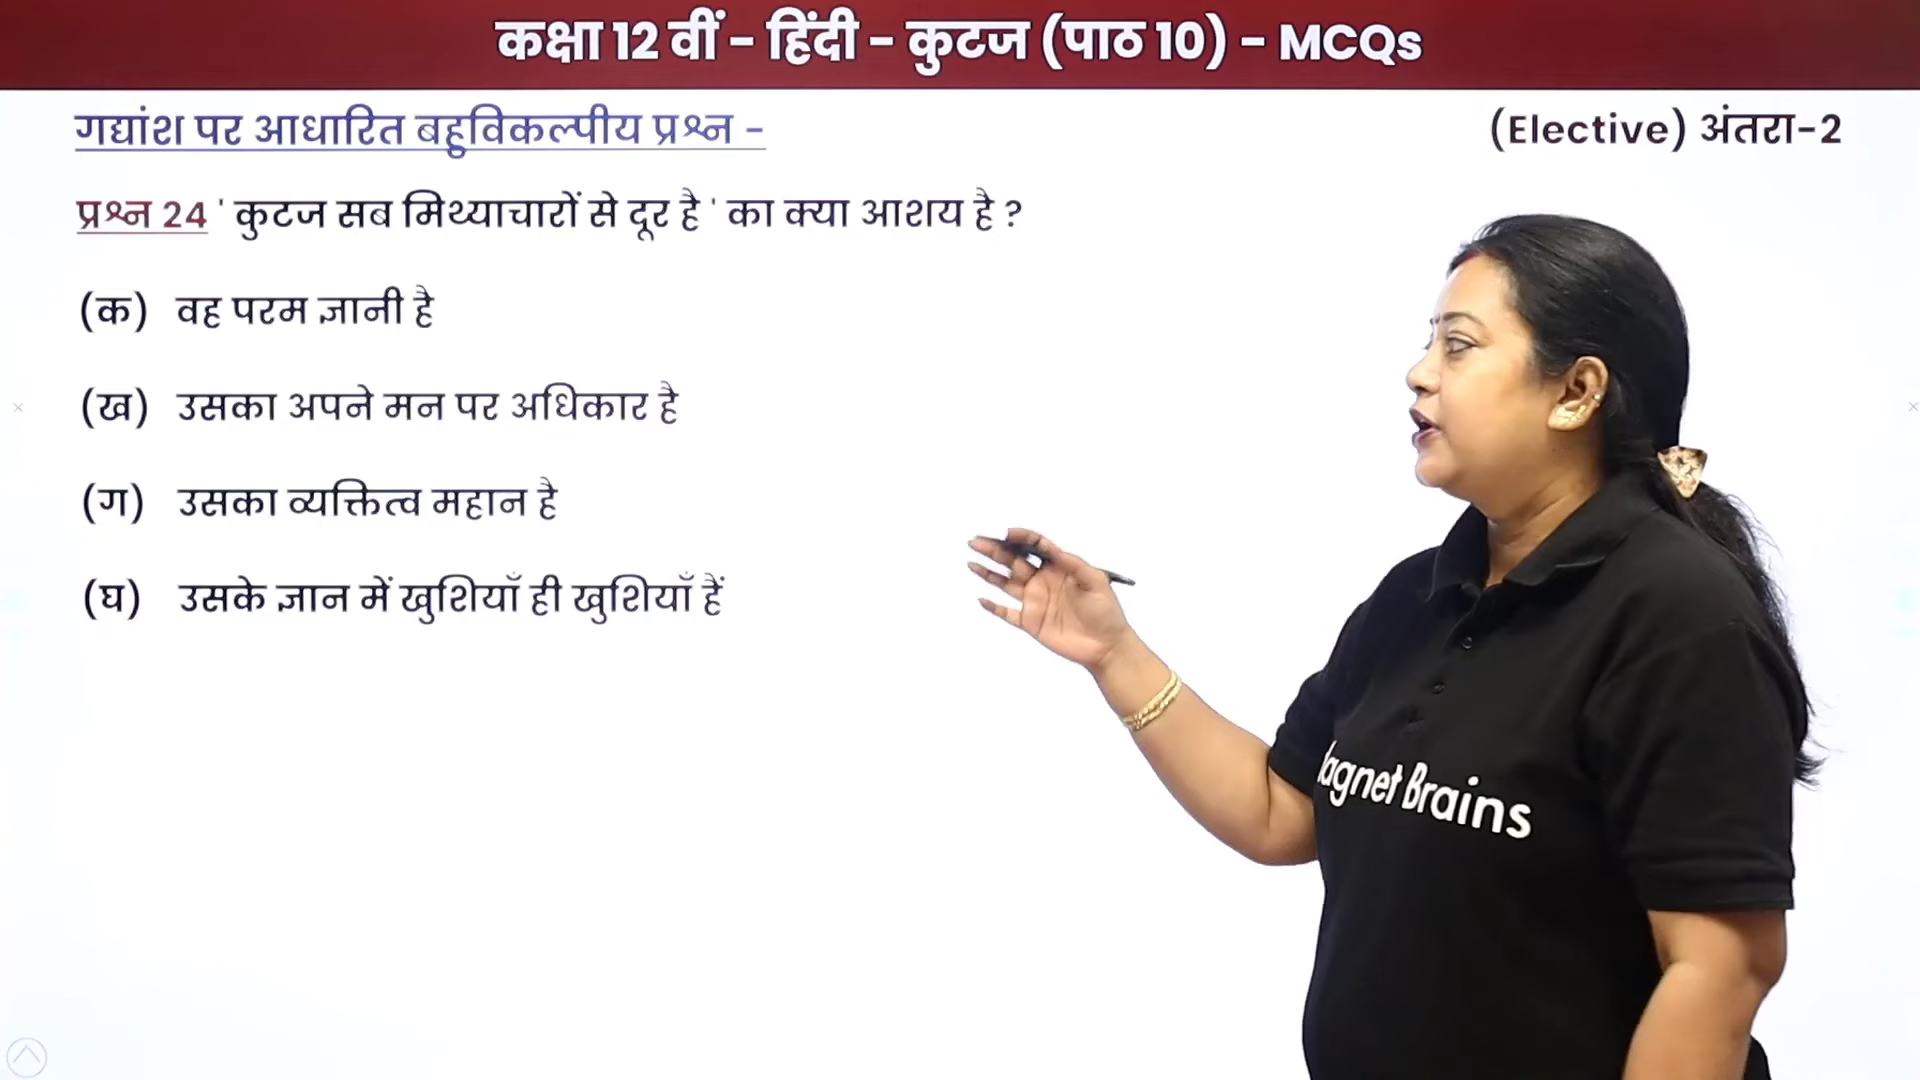 कक्षा 12 वीं - हिंदी - कुटज (पाठ 10) - MCQs
गद्यांश पर आधारित बहुविकल्पीय प्रश्न -
(Elective) अंतरा-2
प्रश्न 24 ' कुटज सब मिथ्याचारों से दूर है ' का क्या आशय है ?
(क) वह परम ज्ञानी है
(ख) उसका अपने मन पर अधिकार है
(ग) उसका व्यक्तित्व महान है
(घ) उसके ज्ञान में खुशियाँ ही खुशियाँ हैं
agnet Brains